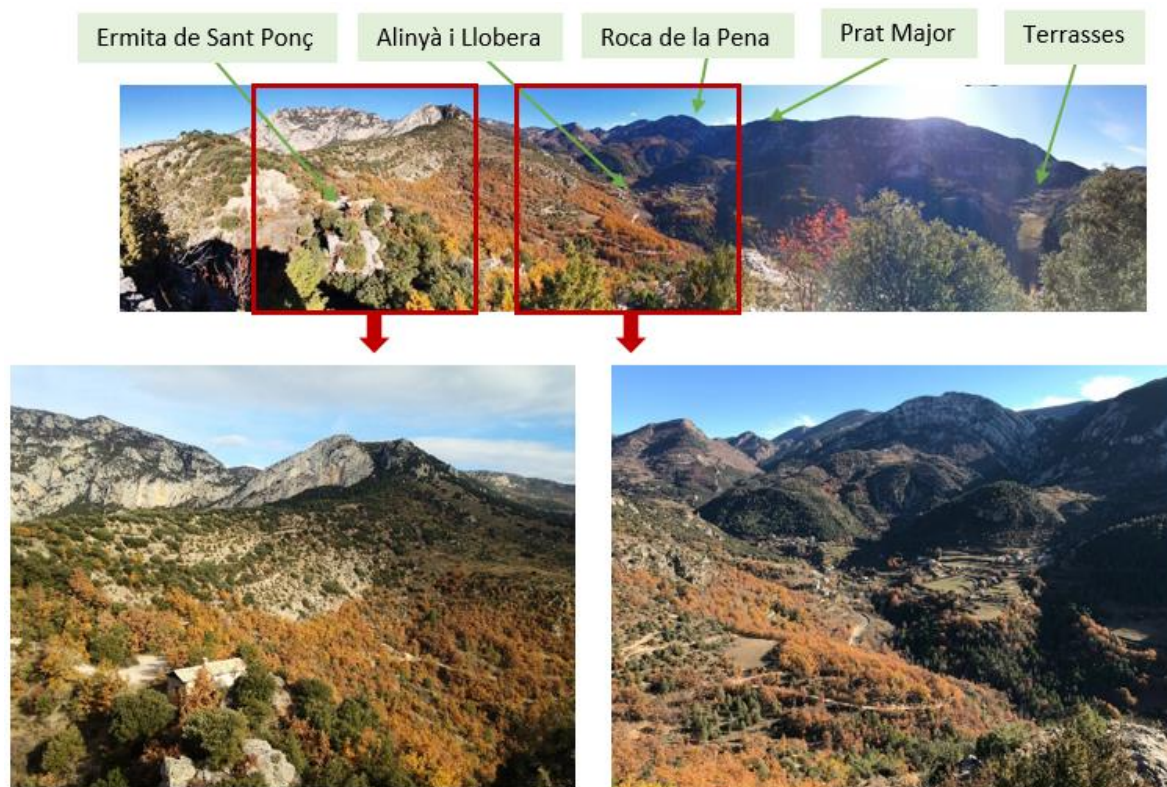 Ermita de Sant Ponç
Alinyà i Llobera
Roca de la Pena
Prat Major
Terrasses